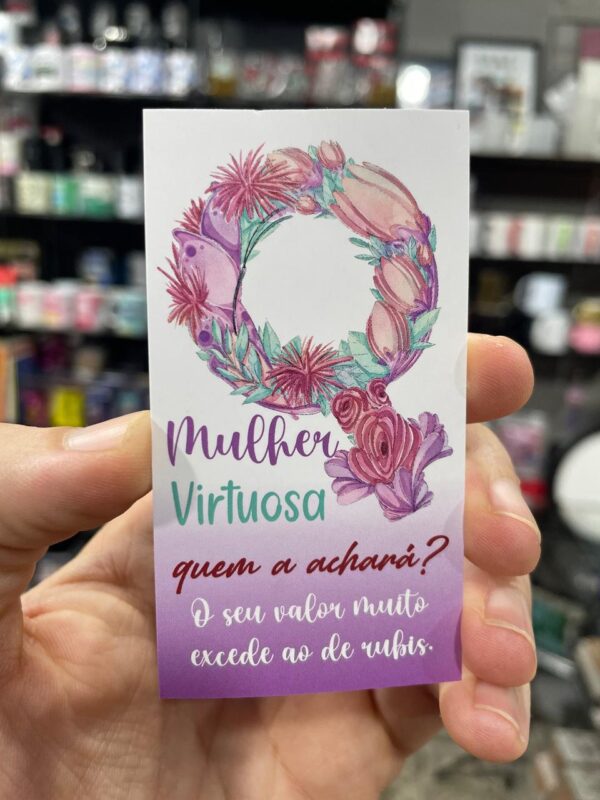 Mulher
Virtuosa
quem a achará?
O seu valor muito
excede ao de rubis.